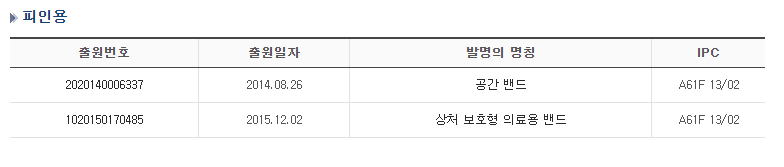 피인용
출원번호 출원일자 발명의 명칭 IPC
2020140006337 2014.08.26 공간 밴드 A61F 13/02
1020150170485 2015.12.02 상처 보호형 의료용 밴드 A61F 13/02